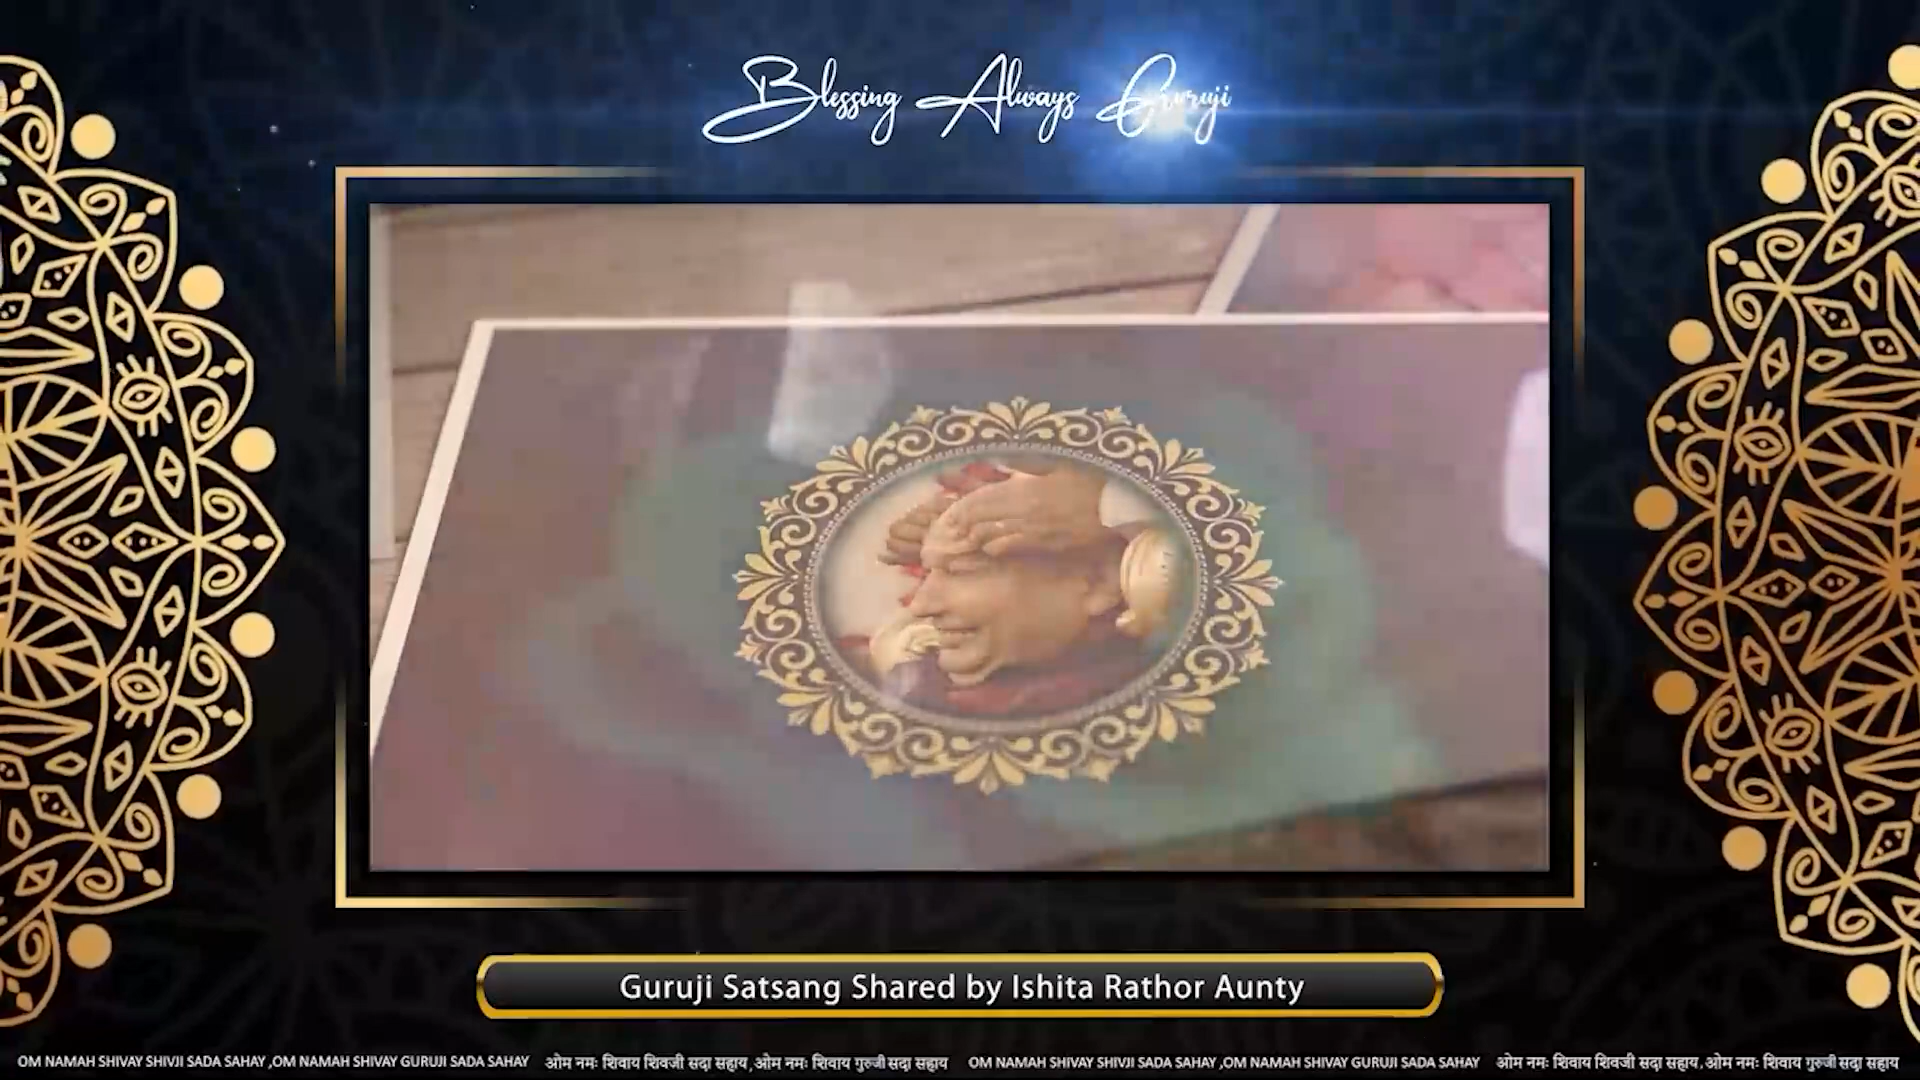 Blessing Always Guruji
Guruji Satsang Shared by Ishita Rathor Aunty
OM NAMAH SHIVAY SHIVJI SADA SAHAY ,OM NAMAH SHIVAY GURUJI SADA SAHAY ओम नमः शिवाय शिवजी सदा सहाय, ओम नमः शिवाय गुरुजी सदा सहाय OM NAMAH SHIVAY SHIVJI SADA SAHAY ,OM NAMAH SHIVAY GURUJI SADA SAHAY ओम नमः शिवाय शिवजी सदा सहाय, ओम नमः शिवाय गुरुजी सदा सहाय